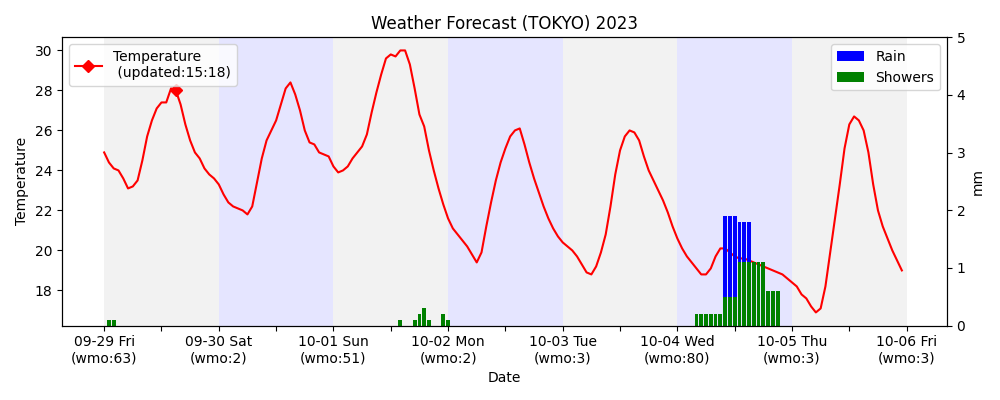 Weather Forecast (TOKYO) 2023
Temperature
(updated:15:18)
Rain
Showers
30
28
26
24
22
20
18
Temperature
5
4
3
2
1
0
mm
09-29 Fri
(wmo:63)
09-30 Sat
(wmo:2)
10-01 Sun
(wmo:51)
10-02 Mon
(wmo:2)
10-03 Tue
(wmo:3)
10-04 Wed
(wmo:80)
10-05 Thu
(wmo:3)
10-06 Fri
(wmo:3)
Date